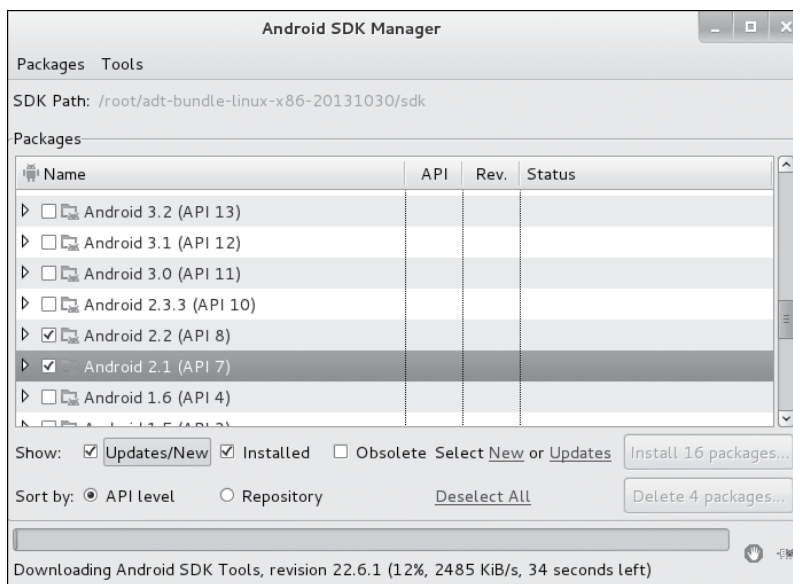 Android SDK Manager
Packages Tools
SDK Path: /root/adt-bundle-linux-x86-20131030/sdk
Packages
Name API Rev. Status
Android 3.2 (API 13)
Android 3.1 (API 12)
Android 3.0 (API 11)
Android 2.3.3 (API 10)
Android 2.2 (API 8)
Android 2.1 (API 7)
Android 1.6 (API 4)
Show: Updates/New Installed Obsolete Select New or Updates Install 16 packages...
Sort by: API level Repository Deselect All Delete 4 packages...
Downloading Android SDK Tools, revision 22.6.1 (12%, 2485 KiB/s, 34 seconds left)